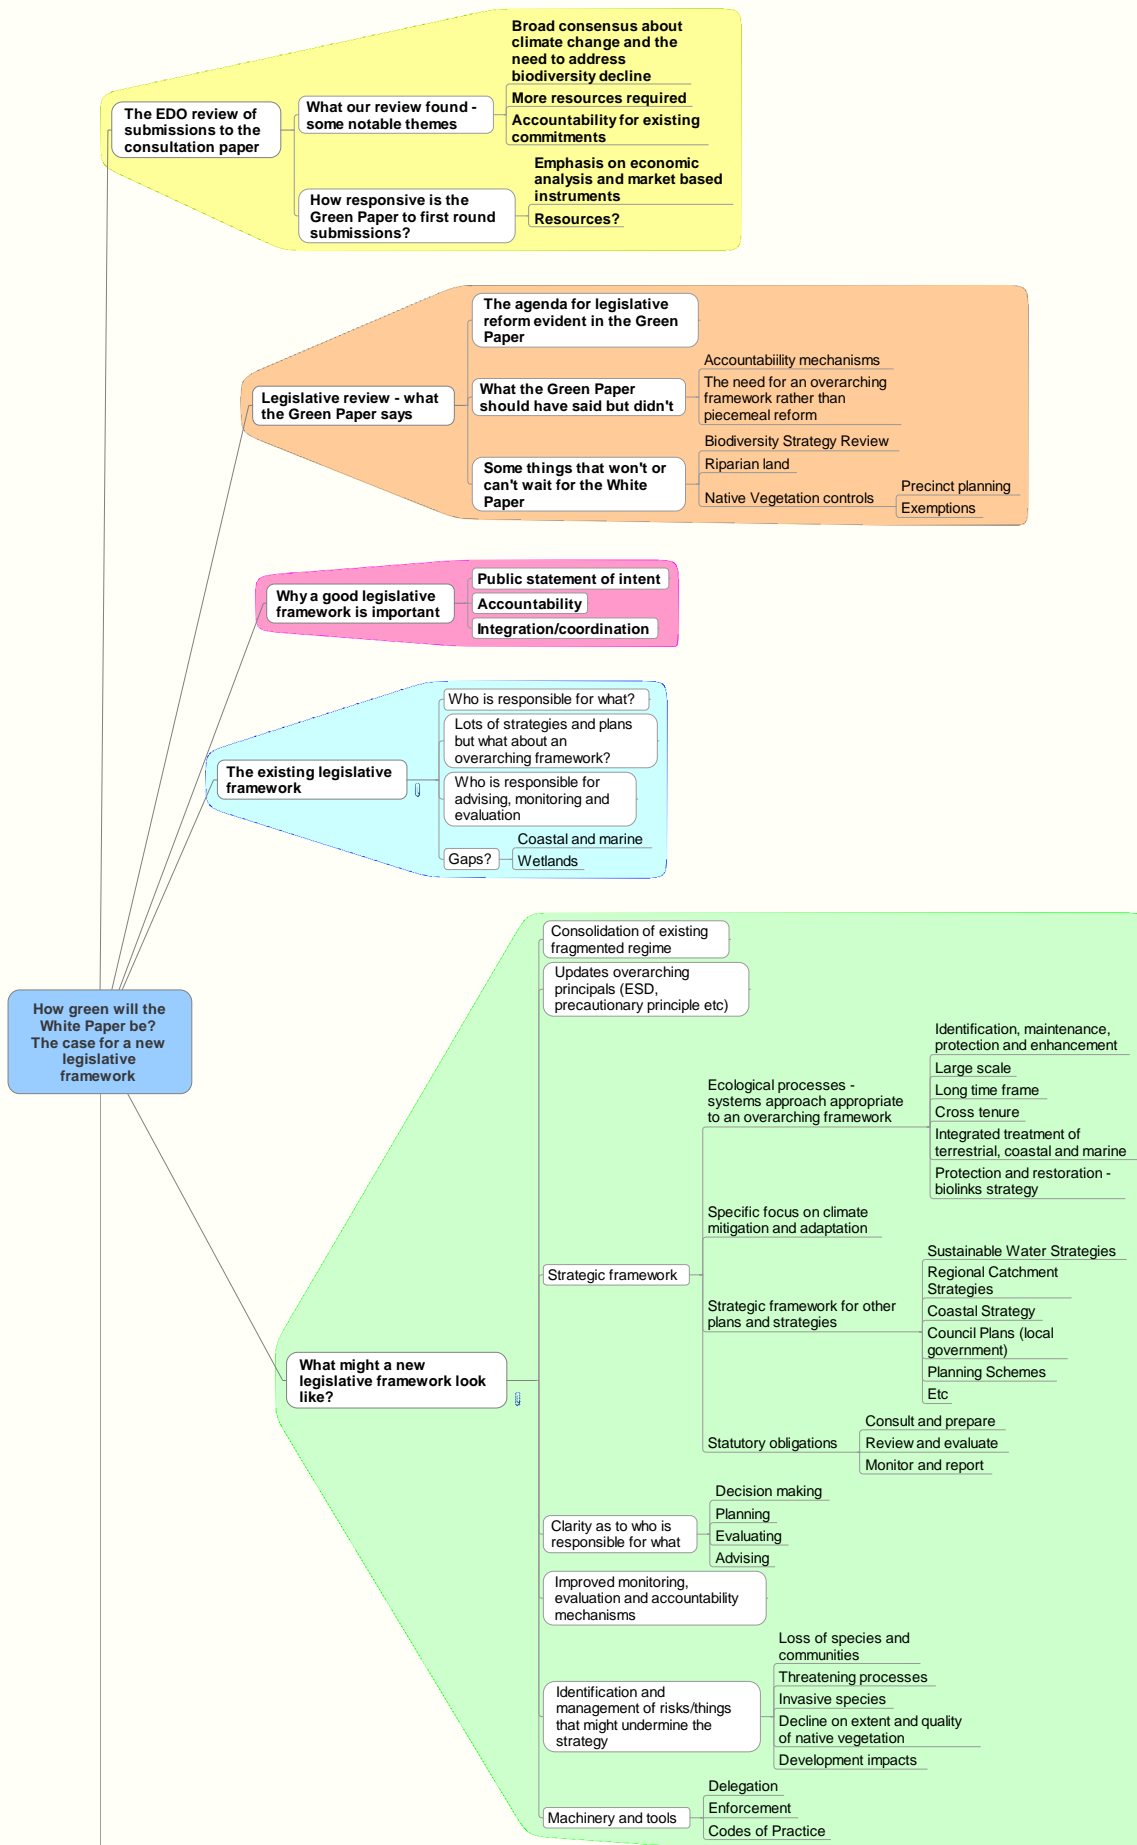 Broad consensus about
climate change and the
need to address
biodiversity decline
More resources required
Accountability for existing
commitments
What our review found -
some notable themes
The EDO review of
submissions to the
consultation paper
Emphasis on economic
analysis and market based
instruments
Resources?
How responsive is the
Green Paper to first round
submissions?
The agenda for legislative
reform evident in the Green
Paper
Legislative review - what
the Green Paper says
What the Green Paper
should have said but didn't
Accountabiility mechanisms
The need for an overarching
framework rather than
piecemeal reform
Some things that won't or
can't wait for the White
Paper
Biodiversity Strategy Review
Riparian land
Native Vegetation controls
Precinct planning
Exemptions
Why a good legislative
framework is important
Public statement of intent
Accountability
Integration/coordination
The existing legislative
framework
Who is responsible for what?
Lots of strategies and plans
but what about an
overarching framework?
Who is responsible for
advising, monitoring and
evaluation
Gaps?
Coastal and marine
Wetlands
How green will the
White Paper be?
The case for a new
legislative
framework
What might a new
legislative framework look
like?
Consolidation of existing
fragmented regime
Updates overarching
principals (ESD,
precautionary principle etc)
Strategic framework
Ecological processes -
systems approach appropriate
to an overarching framework
Identification, maintenance,
protection and enhancement
Large scale
Long time frame
Cross tenure
Integrated treatment of
terrestrial, coastal and marine
Protection and restoration -
biolinks strategy
Specific focus on climate
mitigation and adaptation
Strategic framework for other
plans and strategies
Sustainable Water Strategies
Regional Catchment
Strategies
Coastal Strategy
Council Plans (local
government)
Planning Schemes
Etc
Statutory obligations
Consult and prepare
Review and evaluate
Monitor and report
Clarity as to who is
responsible for what
Decision making
Planning
Evaluating
Advising
Improved monitoring,
evaluation and accountability
mechanisms
Identification and
management of risks/things
that might undermine the
strategy
Loss of species and
communities
Threatening processes
Invasive species
Decline on extent and quality
of native vegetation
Development impacts
Machinery and tools
Delegation
Enforcement
Codes of Practice